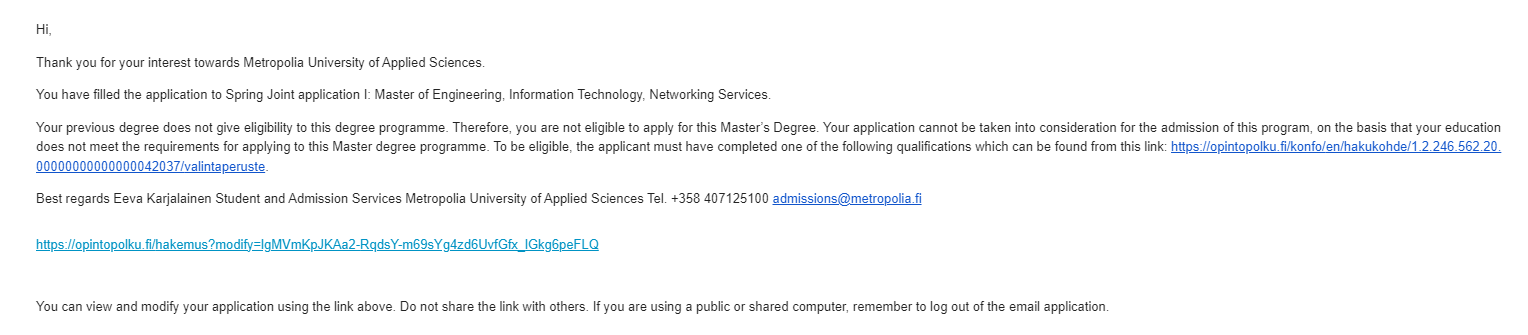 Hi,
Thank you for your interest towards Metropolia University of Applied Sciences.
You have filled the application to Spring Joint application I: Master of Engineering, Information Technology, Networking Services.
Your previous degree does not give eligibility to this degree programme. Therefore, you are not eligible to apply for this Master's Degree. Your application cannot be taken into consideration for the admission of this program, on the basis that your education
does not meet the requirements for applying to this Master degree programme. To be eligible, the applicant must have completed one of the following qualifications which can be found from this link: https://opintopolku.fi/konfo/en/hakukohde/1.2.246.562.20.
00000000000000042037/valintaperuste.
Best regards Eeva Karjalainen Student and Admission Services Metropolia University of Applied Sciences Tel. +358 407125100 admissions@metropolia.fi
https://opintopolku.fi/hakemus?modify=lgMVmKpJKAa2-RqdsY-m69sYg4zd6UvfGfx_IGkg6peFLQ
You can view and modify your application using the link above. Do not share the link with others. If you are using a public or shared computer, remember to log out of the email application.